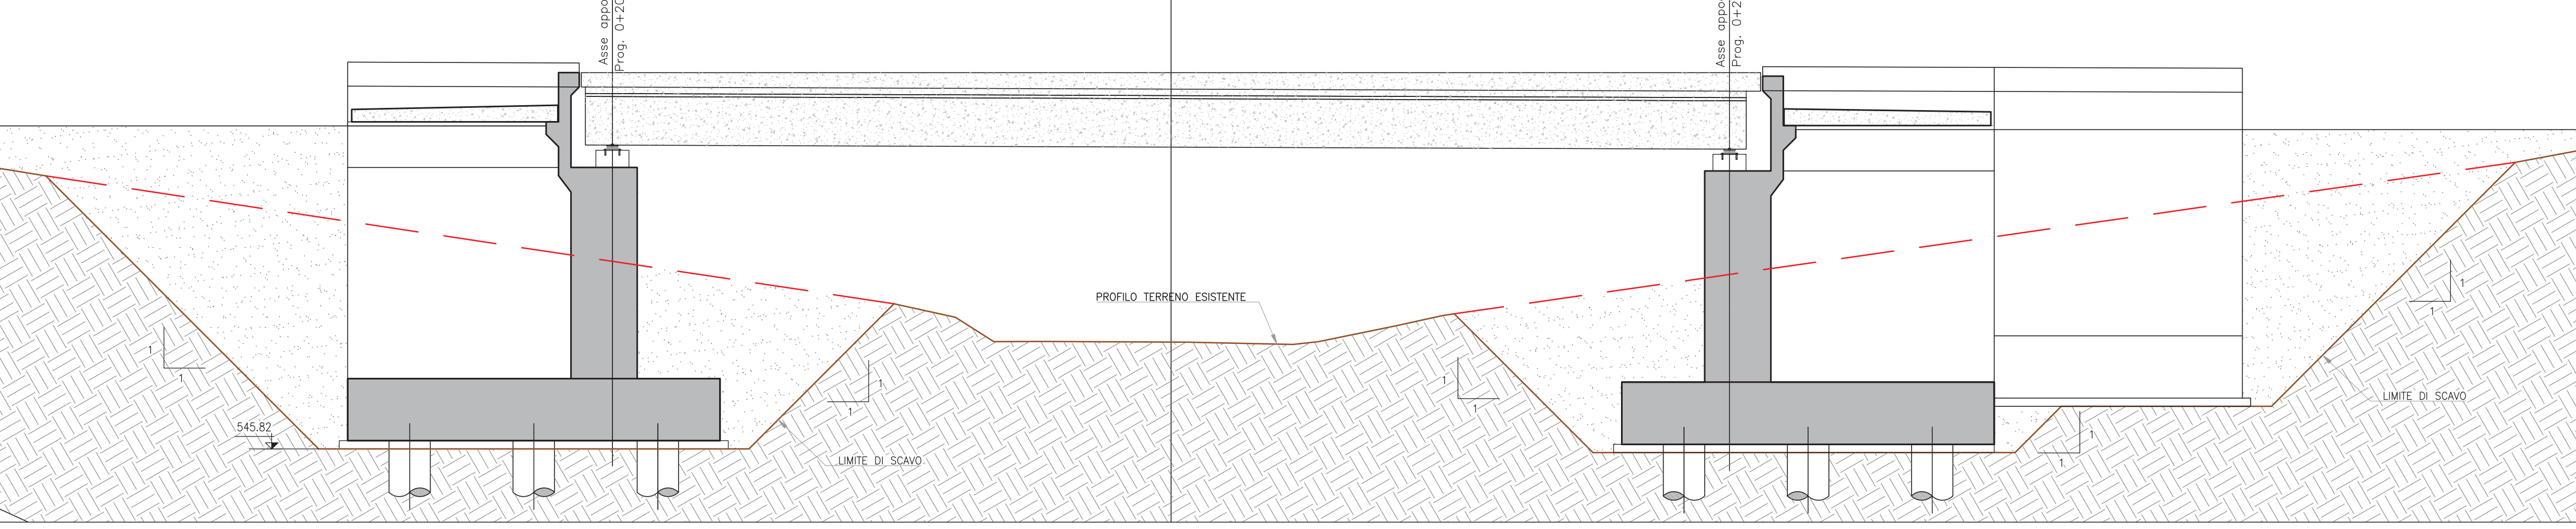 Asse appo
Prog. 0+20
Asse appo
Prog. 0+2
PROFILO TERRENO ESISTENTE
1
1
1
1
1
1
1
1
1
1
545.82
LIMITE DI SCAVO
LIMITE DI SCAVO